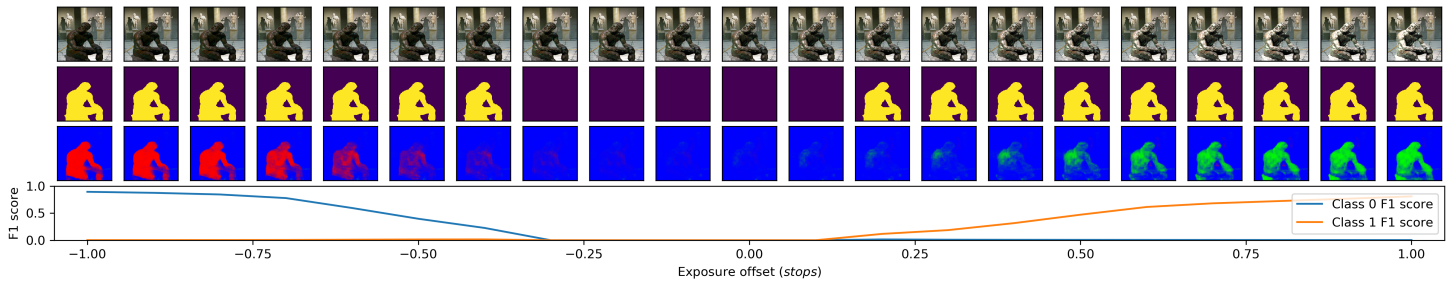 1.0
0.5
0.0
F1 score
Class 0 F1 score
Class 1 F1 score
−1.00 −0.75 −0.50 −0.25 0.00 0.25 0.50 0.75 1.00
Exposure offset (stops)